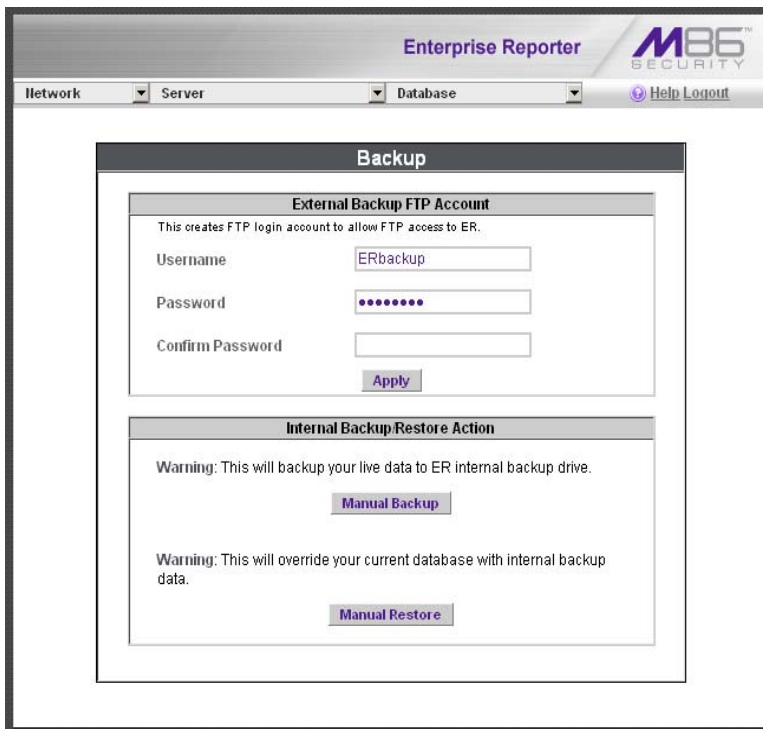 Enterprise Reporter
M86™
SECURITY
Network
Server
Database
Help Logout
Backup
External Backup FTP Account
This creates FTP login account to allow FTP access to ER.
Username
ERbackup
Password
••••••••
Confirm Password
Apply
Internal Backup/Restore Action
Warning: This will backup your live data to ER internal backup drive.
Manual Backup
Warning: This will override your current database with internal backup
data.
Manual Restore